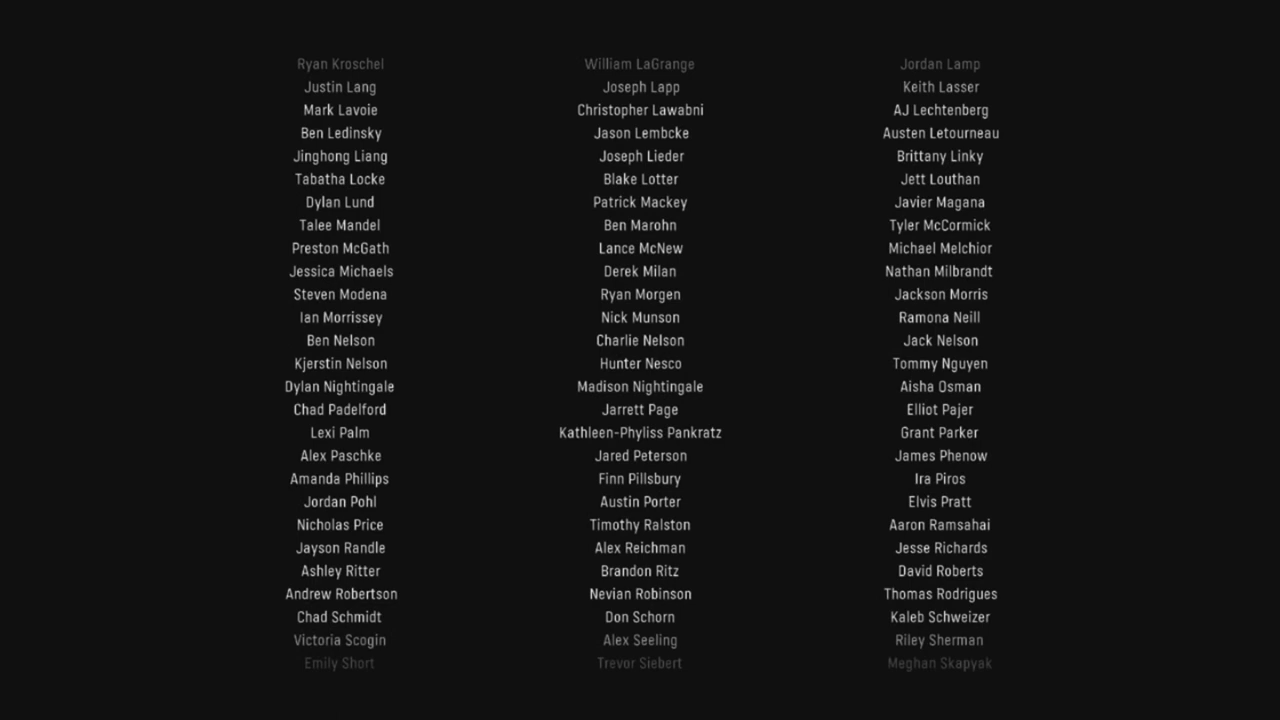 Ryan Kroschel William LaGrange Jordan Lamp
Justin Lang Joseph Lapp Keith Lasser
Mark Lavoie Christopher Lawabni AJ Lechtenberg
Ben Ledinsky Jason Lembcke Austen Letourneau
Jinghong Liang Joseph Lieder Brittany Linky
Tabatha Locke Blake Lotter Jett Louthan
Dylan Lund Patrick Mackey Javier Magana
Talee Mandel Ben Marohn Tyler McCormick
Preston McGath Lance McNew Michael Melchior
Jessica Michaels Derek Milan Nathan Milbrandt
Steven Modena Ryan Morgen Jackson Morris
Ian Morrissey Nick Munson Ramona Neill
Ben Nelson Charlie Nelson Jack Nelson
Kjerstin Nelson Hunter Nesco Tommy Nguyen
Dylan Nightingale Madison Nightingale Aisha Osman
Chad Padelford Jarrett Page Elliot Pajer
Lexi Palm Kathleen-Phyliss Pankratz Grant Parker
Alex Paschke Jared Peterson James Phenow
Amanda Phillips Finn Pillsbury Ira Piros
Jordan Pohl Austin Porter Elvis Pratt
Nicholas Price Timothy Ralston Aaron Ramsahai
Jayson Randle Alex Reichman Jesse Richards
Ashley Ritter Brandon Ritz David Roberts
Andrew Robertson Nevian Robinson Thomas Rodrigues
Chad Schmidt Don Schorn Kaleb Schweizer
Victoria Scogin Alex Seeling Riley Sherman
Emily Short Trevor Siebert Meghan Skapyak